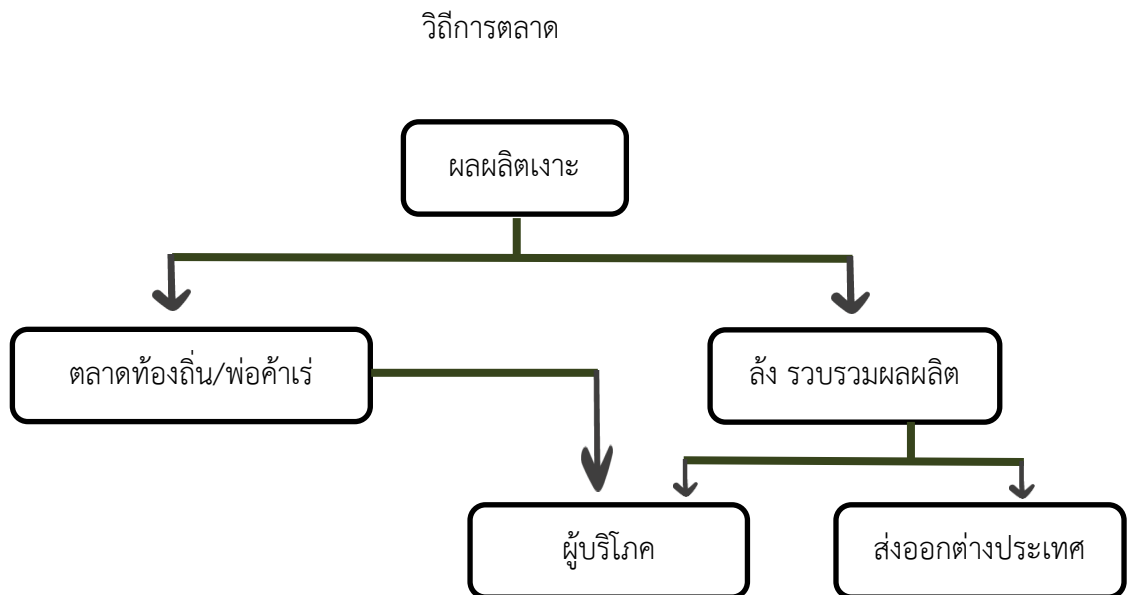 วิถีการตลาด
ผลผลิตเงาะ
ตลาดท้องถิ่น/พ่อค้าเร่
ล้ง รวบรวมผลผลิต
ผู้บริโภค
ส่งออกต่างประเทศ